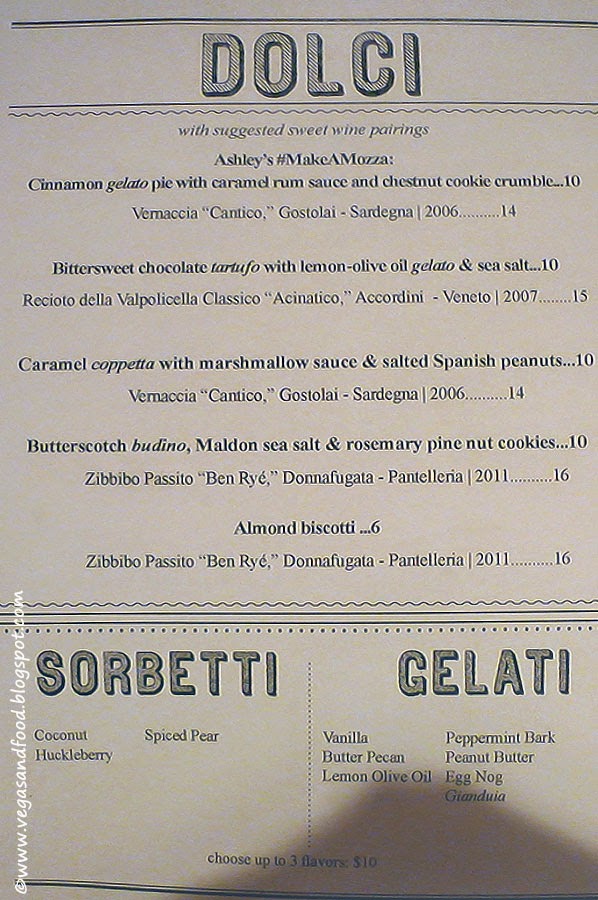 DOLCI
with suggested sweet wine pairings
Ashley's #MakeAMozza:
Cinnamon gelato pie with caramel rum sauce and chestnut cookie crumble...10
Vernaccia “Cantico,” Gostolai - Sardegna | 2006..........14
Bittersweet chocolate tartufo with lemon-olive oil gelato & sea salt...10
Recioto della Valpolicella Classico “Acinatico,” Accordini - Veneto | 2007........15
Caramel coppetta with marshmallow sauce & salted Spanish peanuts...10
Vernaccia “Cantico,” Gostolai - Sardegna | 2006..........14
Butterscotch budino, Maldon sea salt & rosemary pine nut cookies...10
Zibbibo Passito “Ben Ryé,” Donnafugata - Pantelleria | 2011..........16
Almond biscotti ...6
Zibbibo Passito “Ben Ryé,” Donnafugata - Pantelleria | 2011..........16
SORBETTI
Coconut Spiced Pear
Huckleberry
GELATI
Vanilla Peppermint Bark
Butter Pecan Peanut Butter
Lemon Olive Oil Egg Nog
Gianduia
choose up to 3 flavors: $10
©www.vegasandfood.blogspot.com